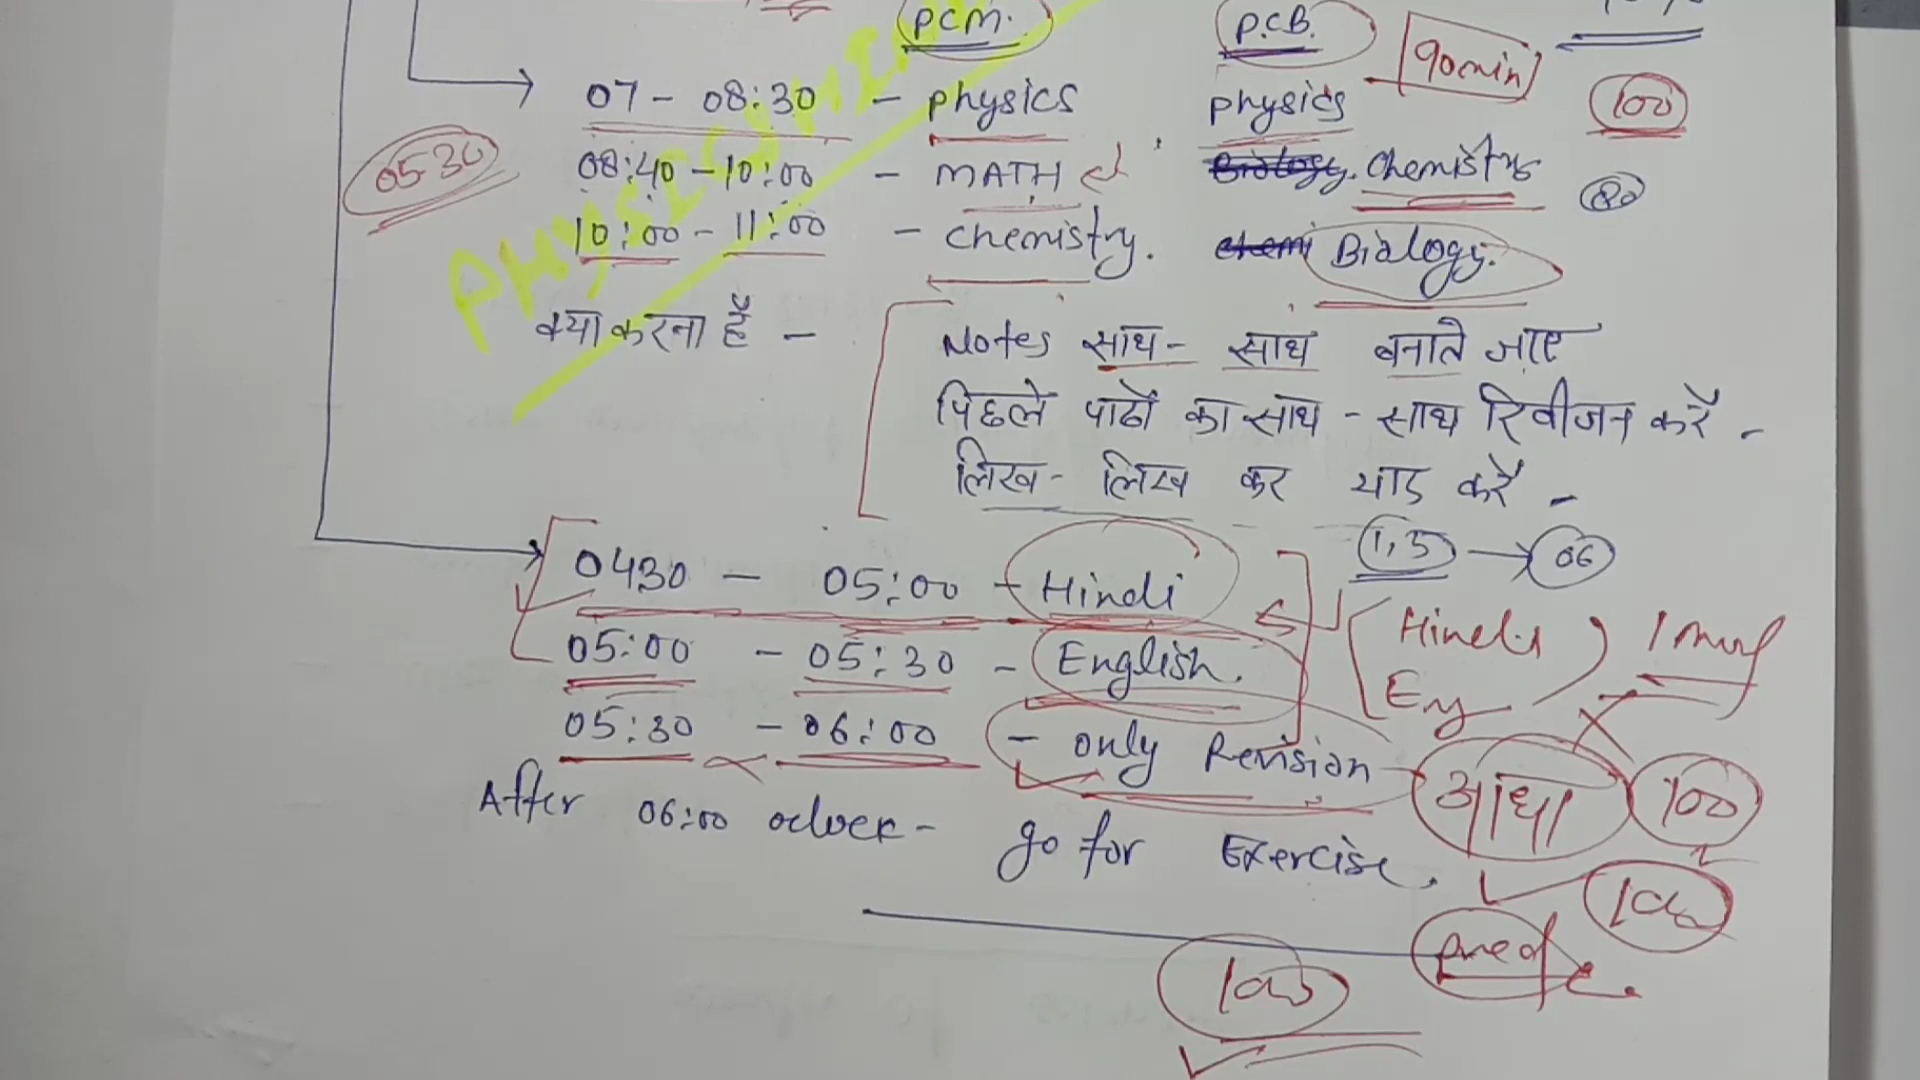 PCM. P.C.B.
07 - 08:30 - physics physics 90min 100
0530 08:40 - 10:00 - MATH Biology. Chemistry 80
10:00 - 11:00 - chemistry. chemi Biology.
PHYSICS
क्या करना है - Notes साथ - साथ बनाते जाए
पिछले पाठों का साथ - साथ रिवीजन करें -
लिख - लिख कर याद करें -
1,5 → 06
0430 - 05:00 - Hindi Hindi
05:00 - 05:30 - English. Eng
05:30 - 06:00 - only Revision आधा 100
After 06:00 oclock - go for Exercise.